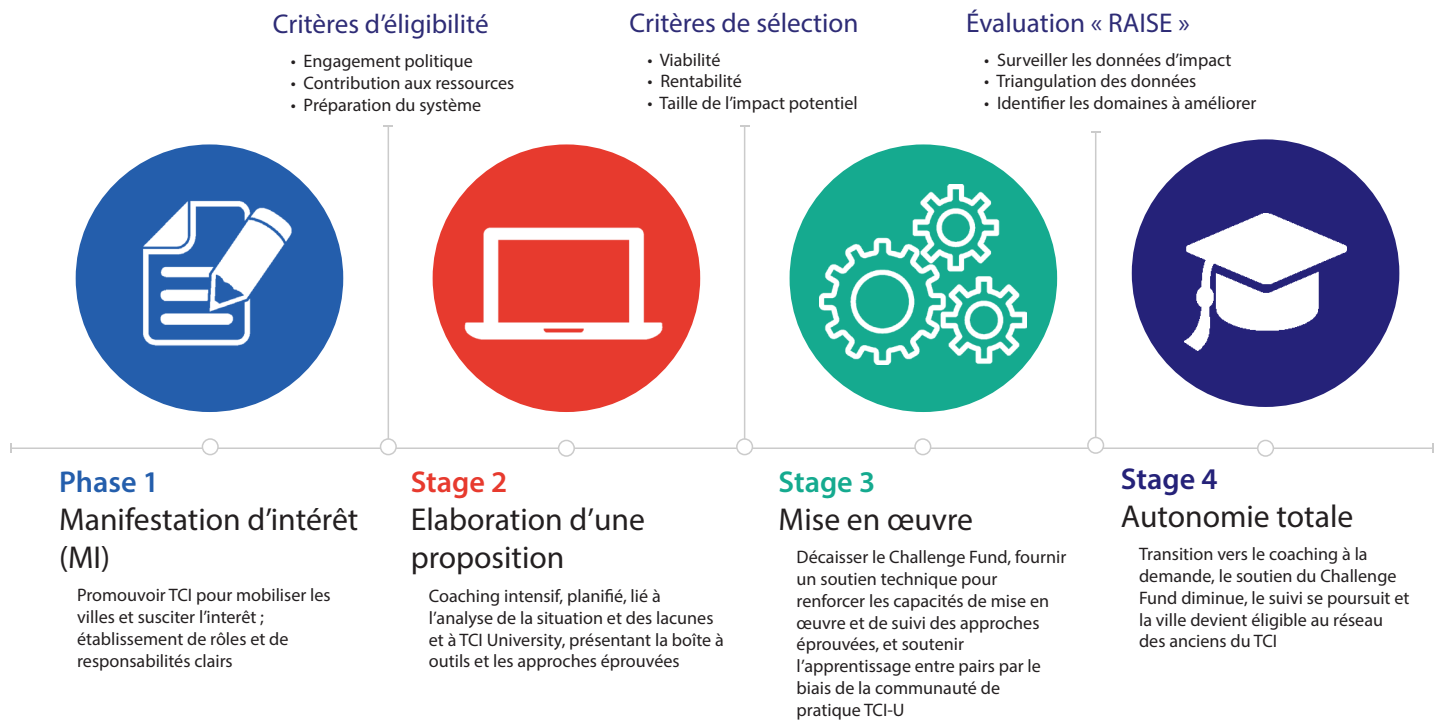 Critères d'éligibilité
• Engagement politique
• Contribution aux ressources
• Préparation du système
Critères de sélection
• Viabilité
• Rentabilité
• Taille de l'impact potentiel
Évaluation « RAISE »
• Surveiller les données d'impact
• Triangulation des données
• Identifier les domaines à améliorer
Phase 1
Manifestation d'intérêt
(MI)
Promouvoir TCI pour mobiliser les
villes et susciter l'interêt ;
établissement de rôles et de
responsabilités clairs
Stage 2
Elaboration d'une
proposition
Coaching intensif, planifié, lié à
l'analyse de la situation et des lacunes
et à TCI University, présentant la boîte à
outils et les approches éprouvées
Stage 3
Mise en œuvre
Décaisser le Challenge Fund, fournir
un soutien technique pour
renforcer les capacités de mise en
œuvre et de suivi des approches
éprouvées, et soutenir
l'apprentissage entre pairs par le
biais de la communauté de
pratique TCI-U
Stage 4
Autonomie totale
Transition vers le coaching à la
demande, le soutien du Challenge
Fund diminue, le suivi se poursuit et
la ville devient éligible au réseau
des anciens du TCI